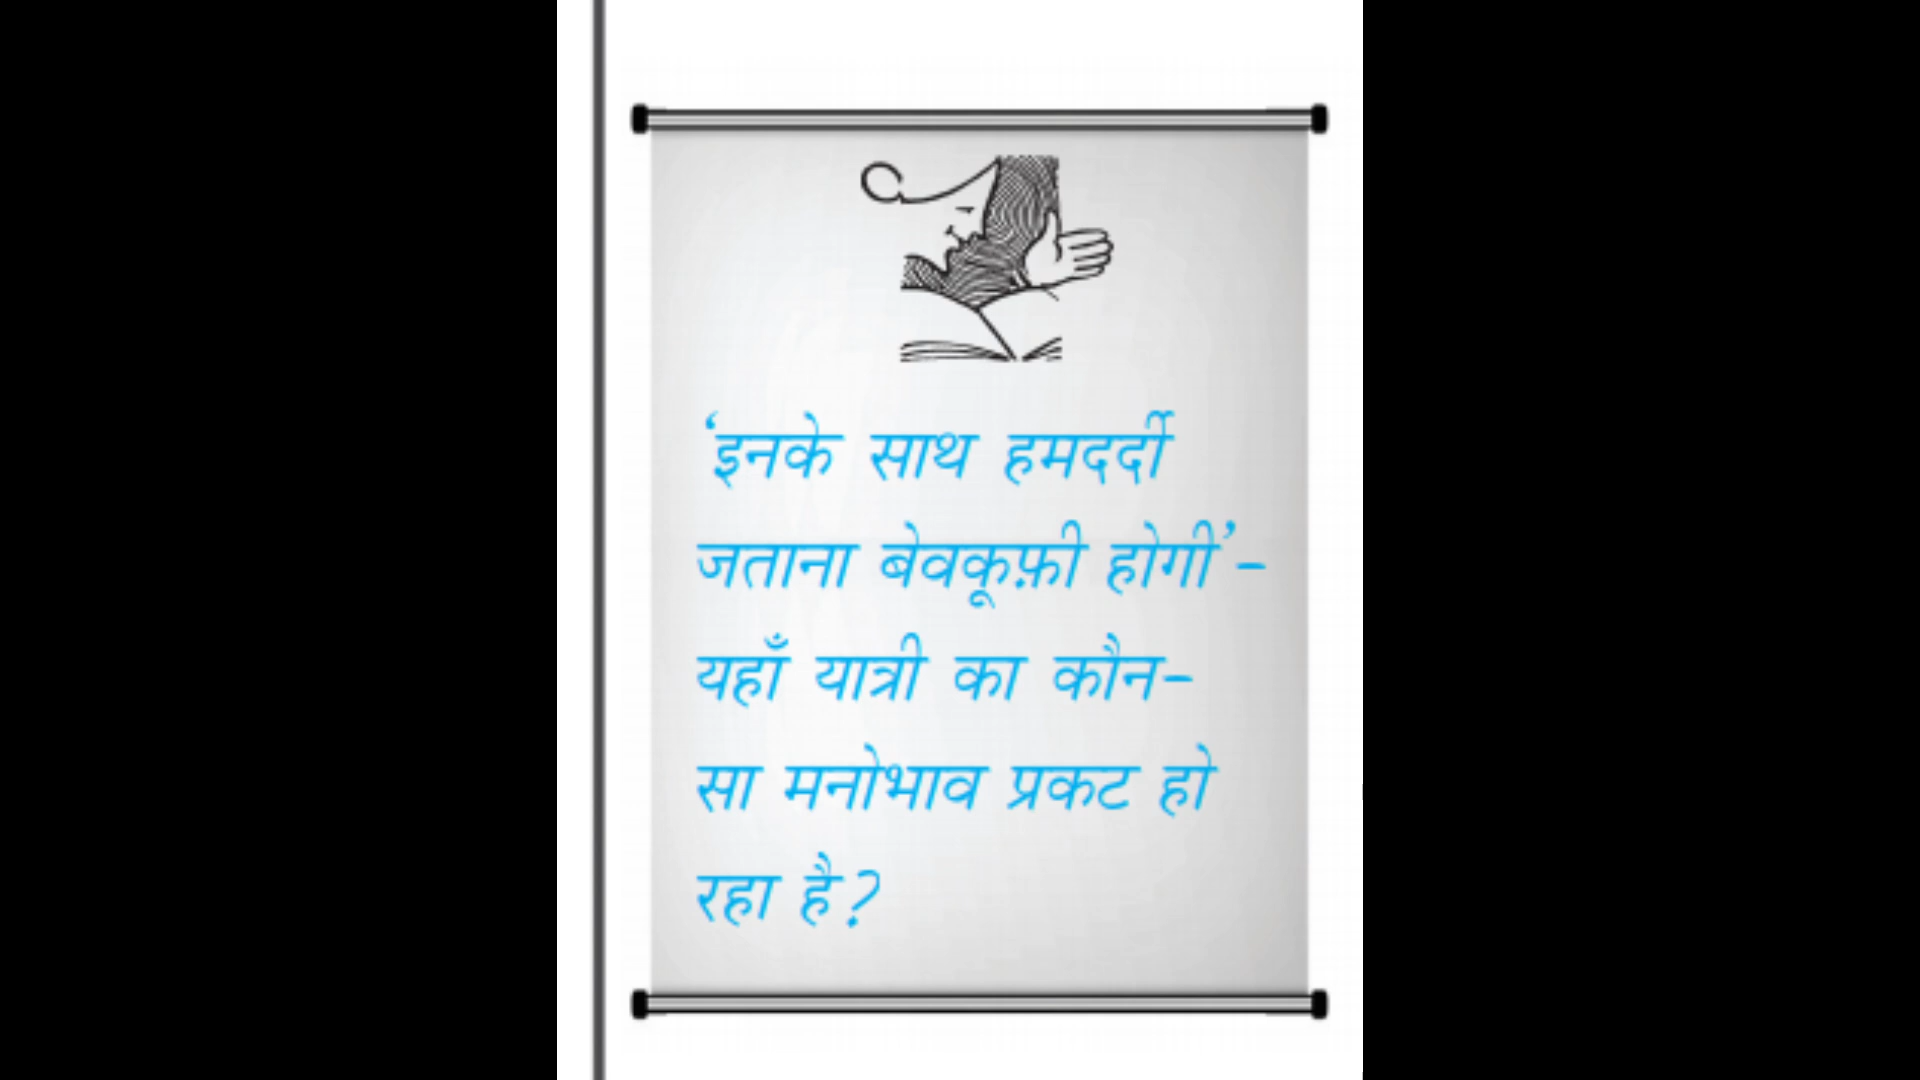 ‘इनके साथ हमदर्दी
जताना बेवकूफ़ी होगी’-
यहाँ यात्री का कौन-
सा मनोभाव प्रकट हो
रहा है?